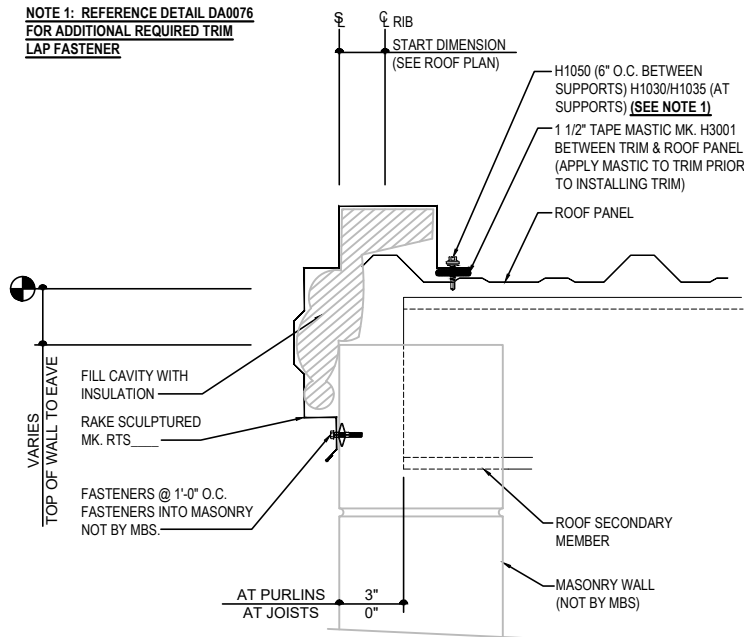 NOTE 1: REFERENCE DETAIL DA0076
FOR ADDITIONAL REQUIRED TRIM
LAP FASTENER
SL
CL RIB
START DIMENSION
(SEE ROOF PLAN)
H1050 (6" O.C. BETWEEN
SUPPORTS) H1030/H1035 (AT
SUPPORTS) (SEE NOTE 1)
1 1/2" TAPE MASTIC MK. H3001
BETWEEN TRIM & ROOF PANEL
(APPLY MASTIC TO TRIM PRIOR
TO INSTALLING TRIM)
ROOF PANEL
VARIES
TOP OF WALL TO EAVE
FILL CAVITY WITH
INSULATION
RAKE SCULPTURED
MK. RTS____
FASTENERS @ 1'-0" O.C.
FASTENERS INTO MASONRY
NOT BY MBS.
ROOF SECONDARY
MEMBER
MASONRY WALL
(NOT BY MBS)
AT PURLINS 3"
AT JOISTS 0"